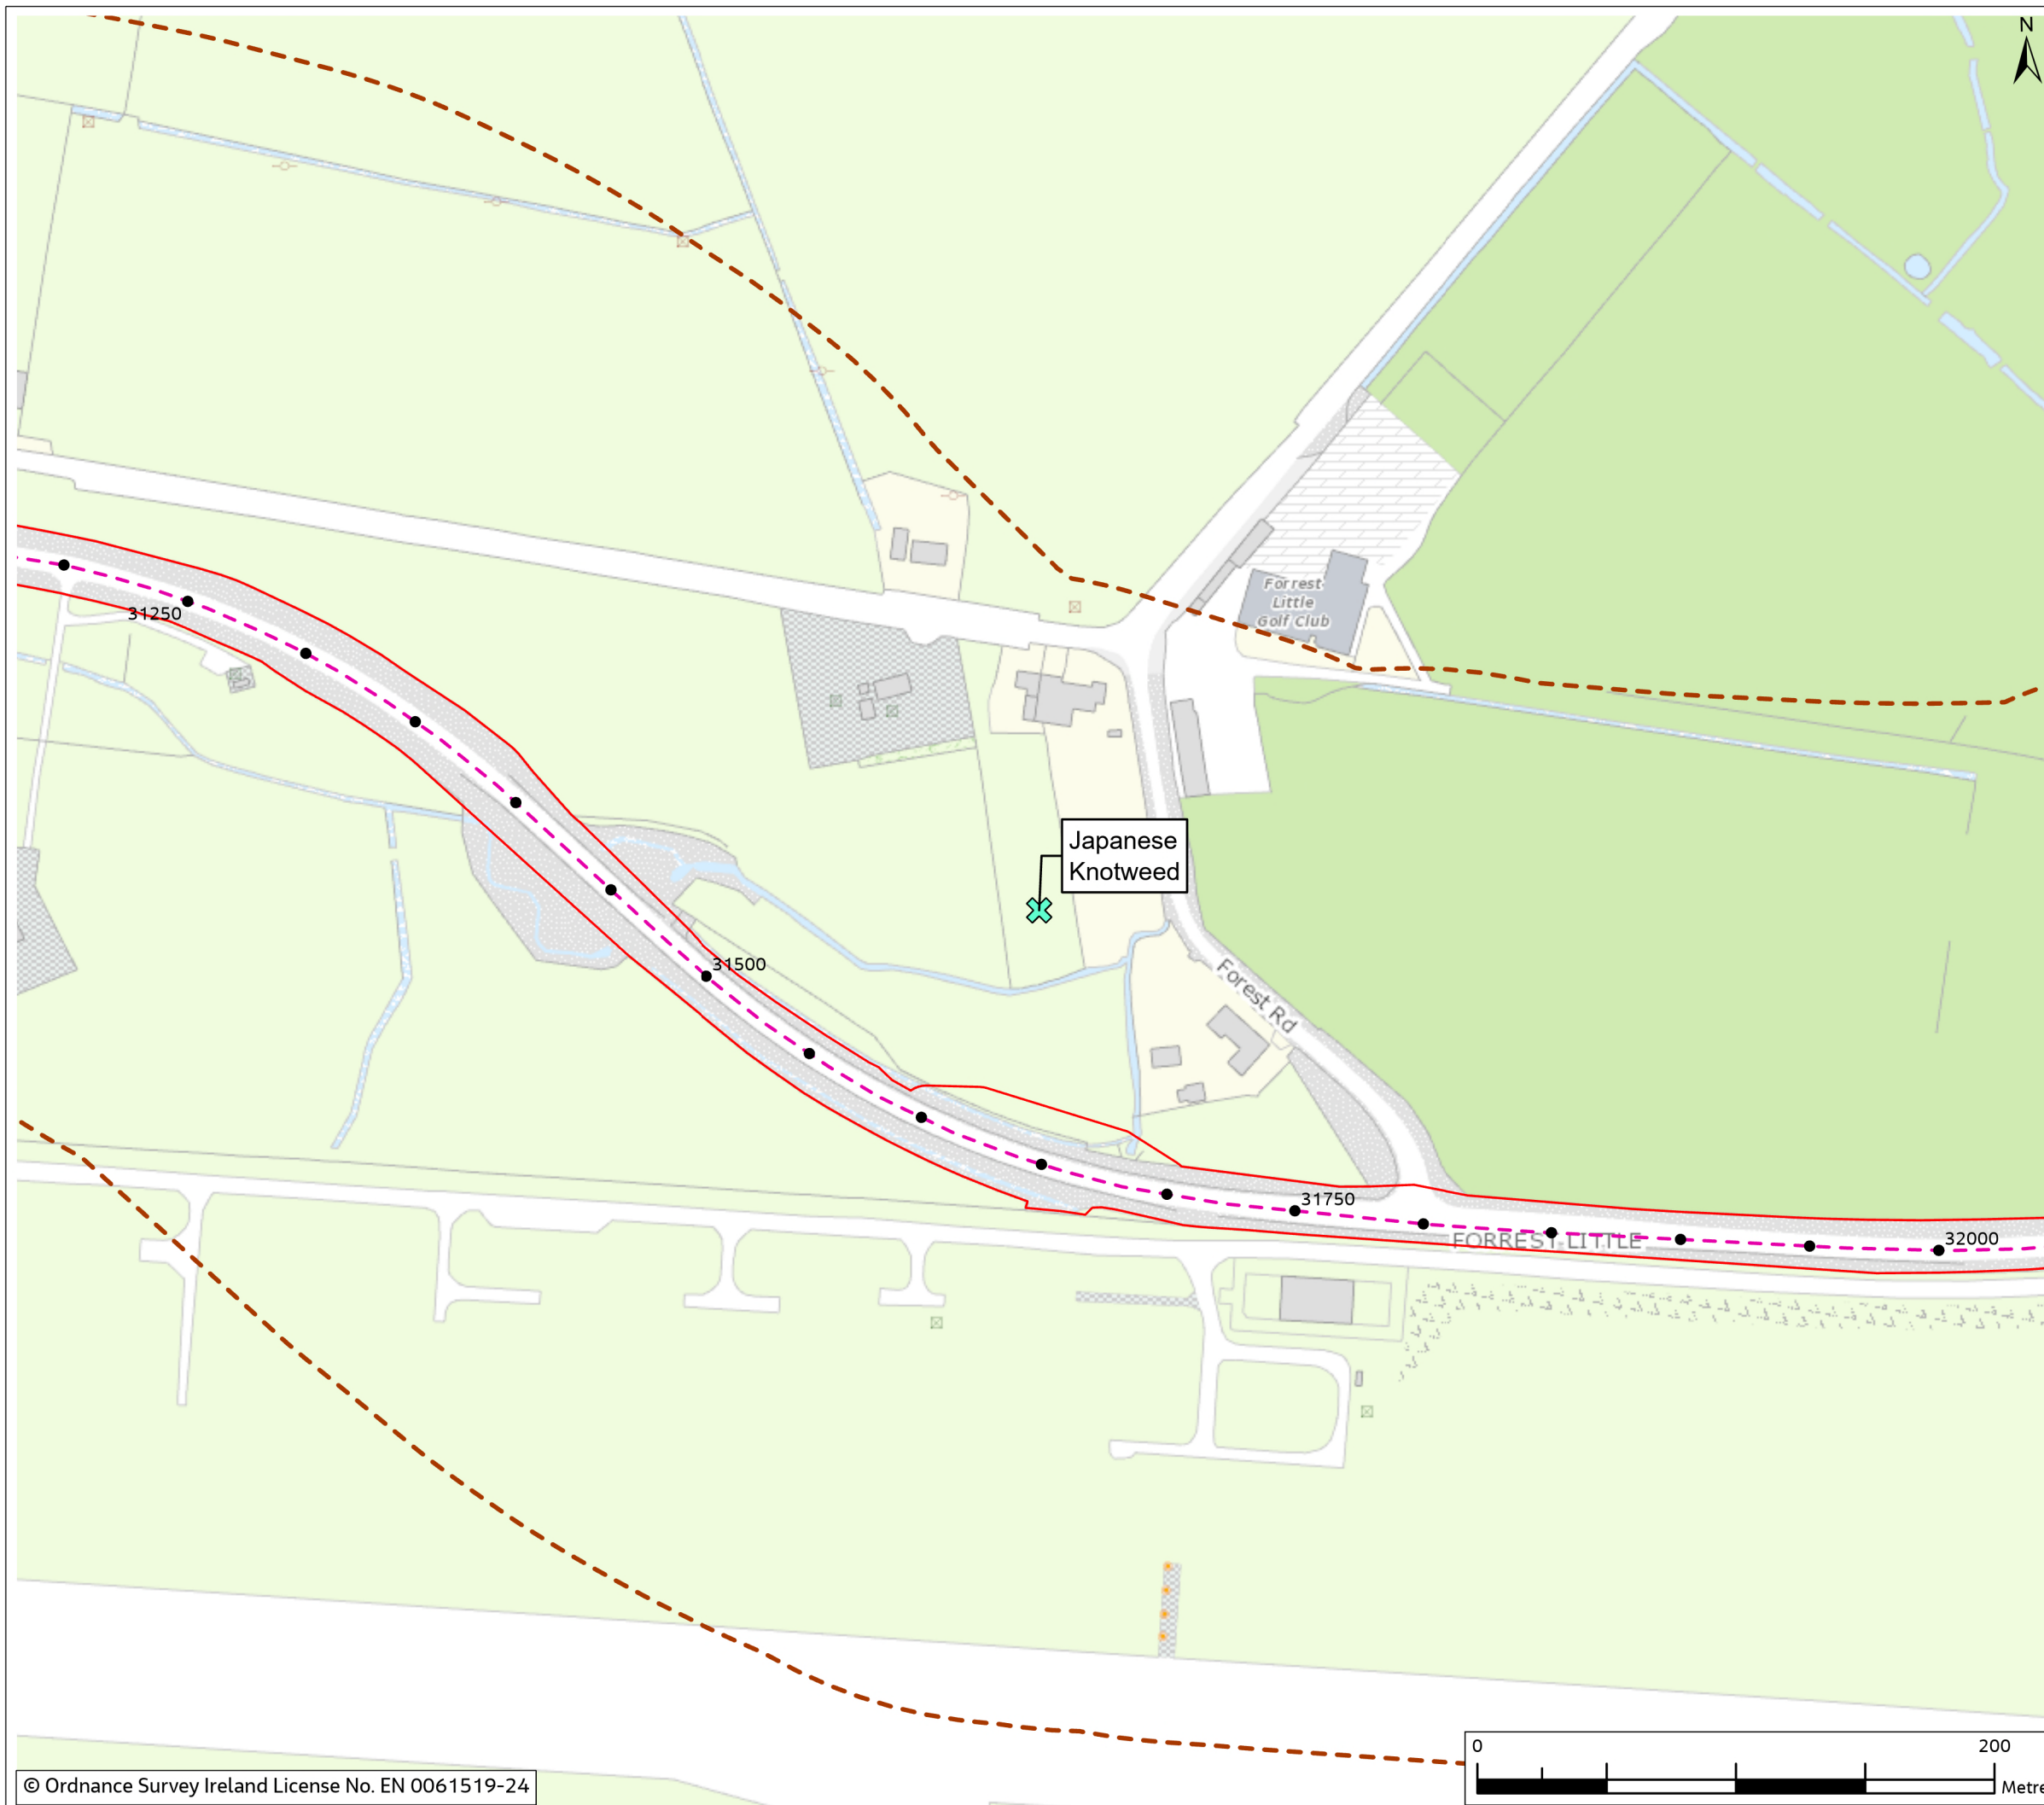 N
Forrest
Little
Golf Club
31250
Japanese
Knotweed
31500
Forest Rd
31750
FORREST LITTLE
32000
0 200
Metre
© Ordnance Survey Ireland License No. EN 0061519-24